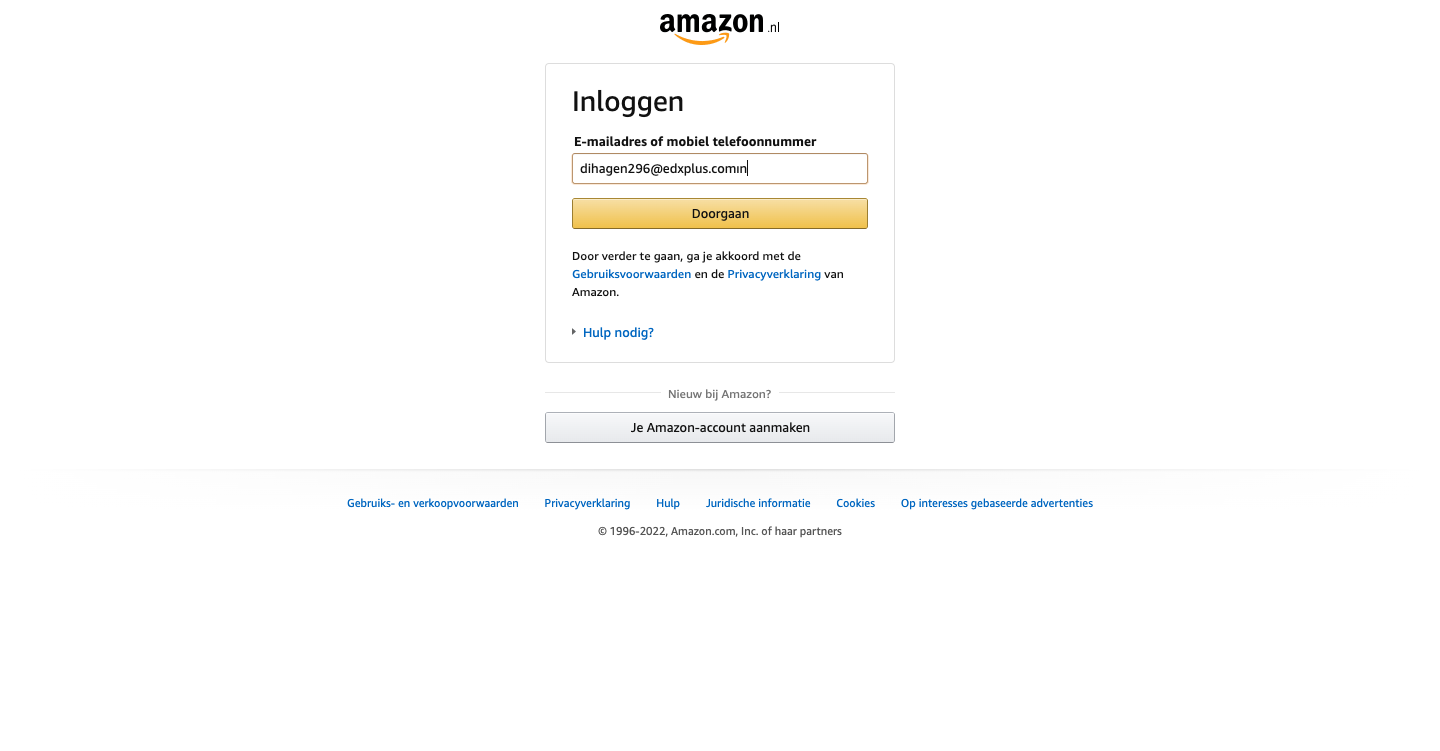 amazon.nl
Inloggen
E-mailadres of mobiel telefoonnummer
dihagen296@edxplus.comın
Doorgaan
Door verder te gaan, ga je akkoord met de
Gebruiksvoorwaarden en de Privacyverklaring van
Amazon.
Hulp nodig?
Nieuw bij Amazon?
Je Amazon-account aanmaken
Gebruiks- en verkoopvoorwaarden Privacyverklaring Hulp Juridische informatie Cookies Op interesses gebaseerde advertenties
© 1996-2022, Amazon.com, Inc. of haar partners